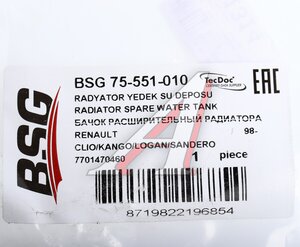 BSG
BSG 75-551-010
TecDoc
EAC
RADYATOR YEDEK SU DEPOSU
RADIATOR SPARE WATER TANK
БАЧОК РАСШИРИТЕЛЬНЫЙ РАДИАТОРА
RENAULT 98-
CLIO/KANGO/LOGAN/SANDERO
7701470460 1 piece
8719822196854